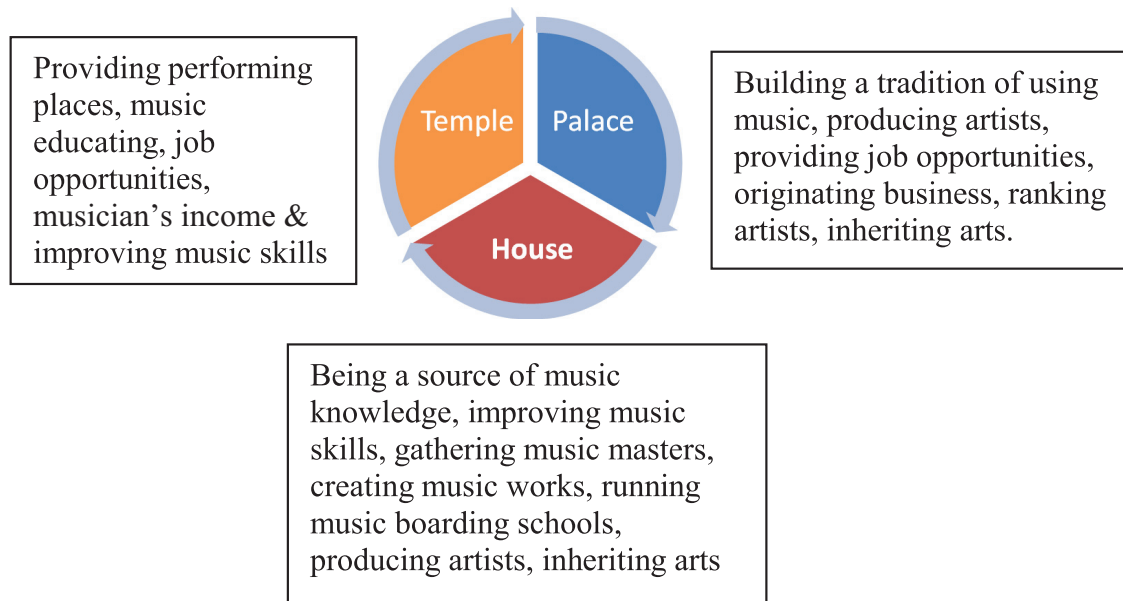 Providing performing
places, music
educating, job
opportunities,
musician's income &
improving music skills
Temple
Palace
House
Building a tradition of using
music, producing artists,
providing job opportunities,
originating business, ranking
artists, inheriting arts.
Being a source of music
knowledge, improving music
skills, gathering music masters,
creating music works, running
music boarding schools,
producing artists, inheriting arts